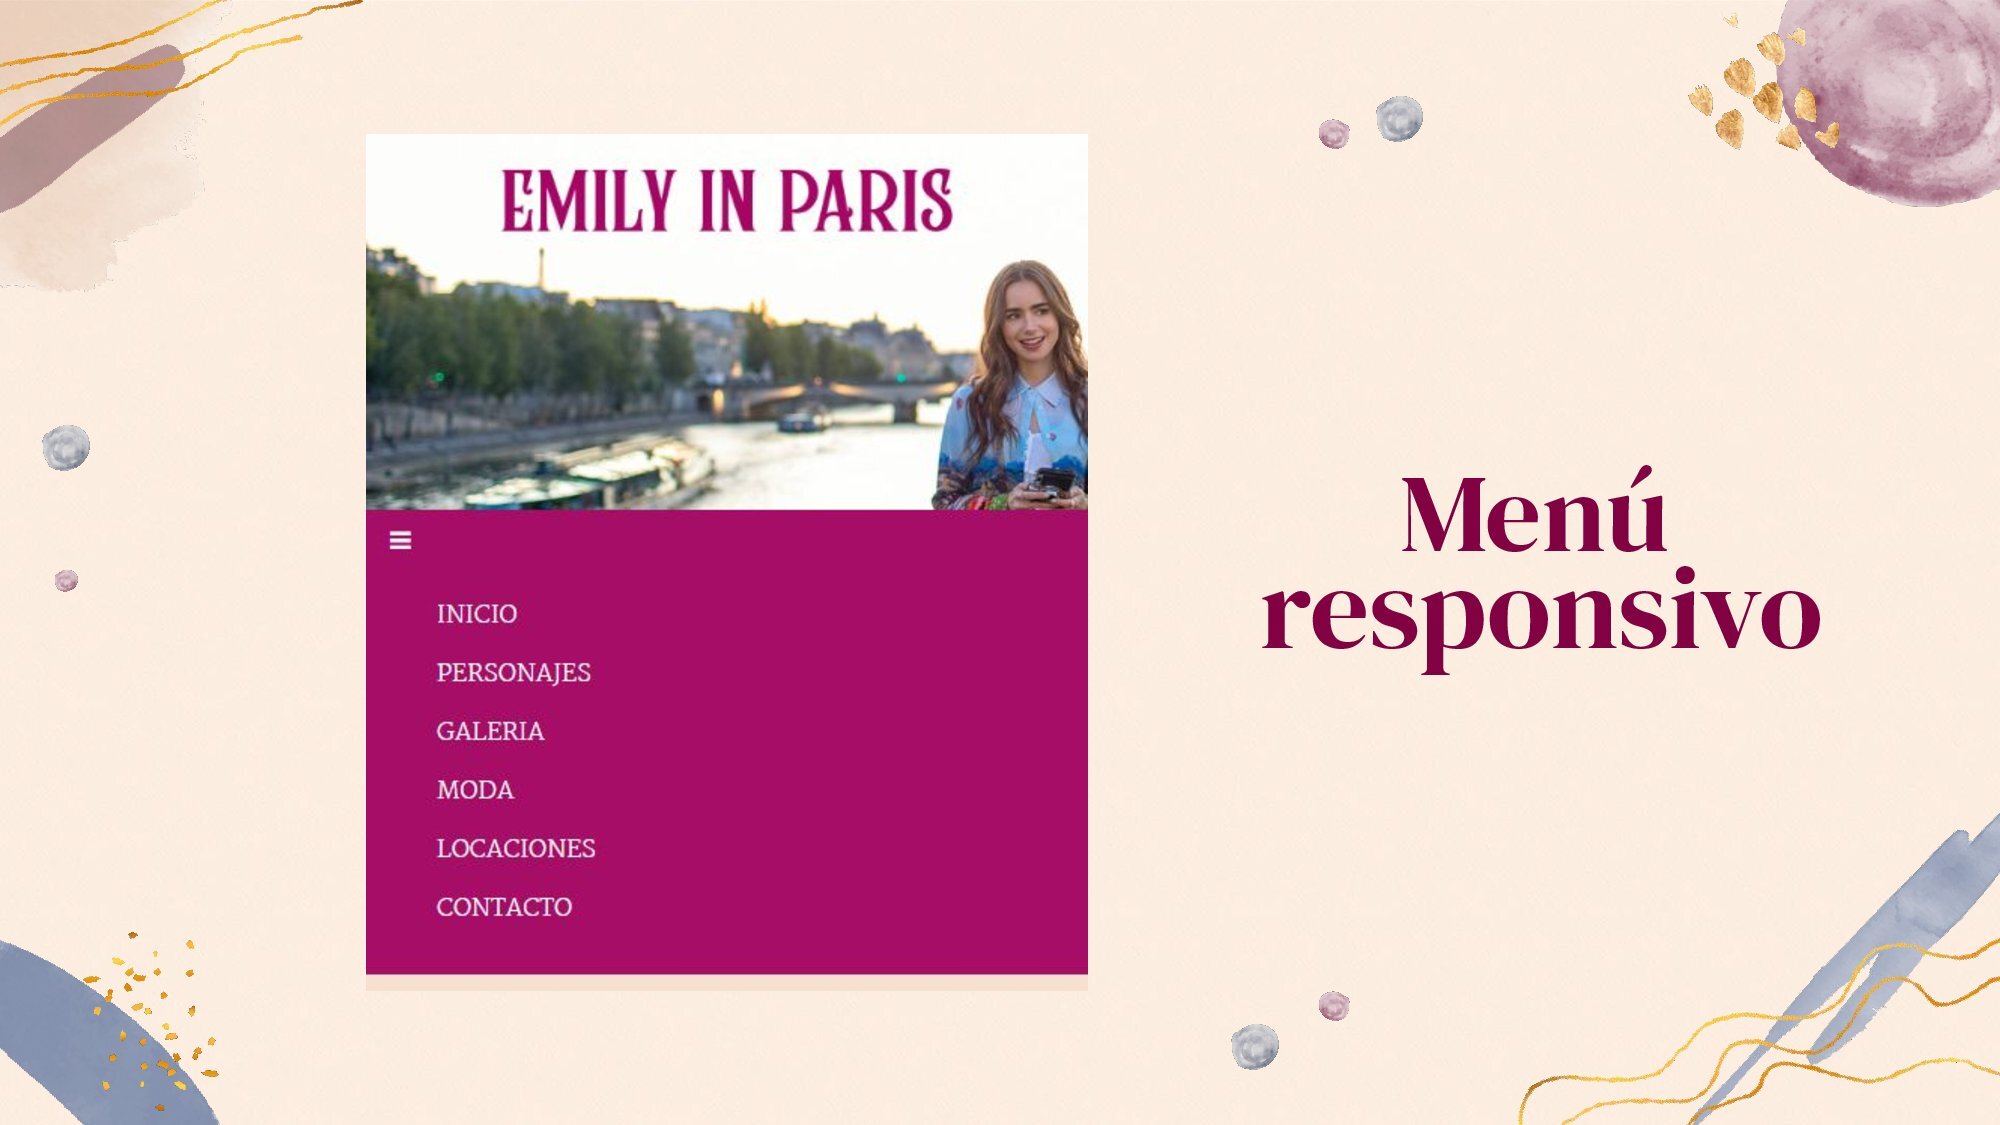 EMILY IN PARIS
INICIO
PERSONAJES
GALERIA
MODA
LOCACIONES
CONTACTO
Menú
responsivo